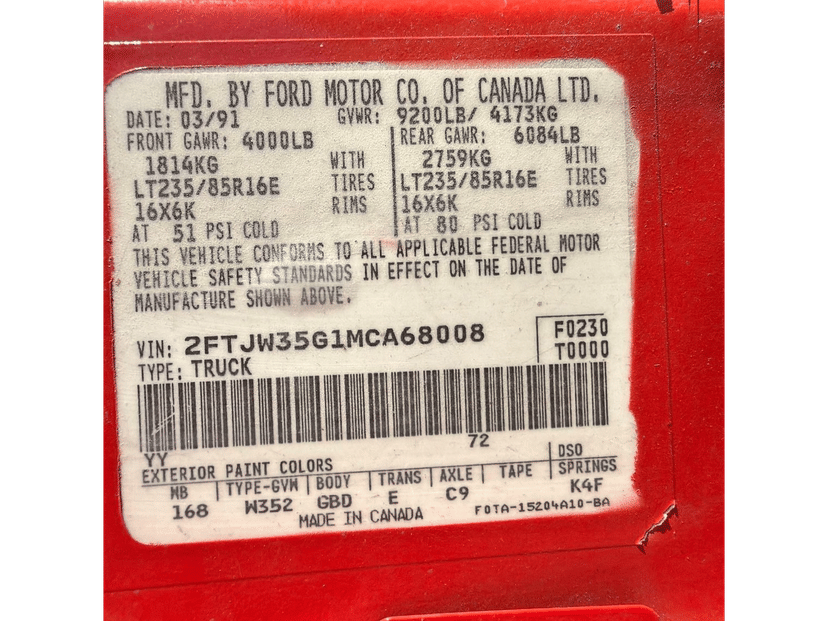 MFD. BY FORD MOTOR CO. OF CANADA LTD.
DATE: 03/91 GVWR: 9200LB/ 4173KG
FRONT GAWR: 4000LB REAR GAWR: 6084LB
1814KG WITH 2759KG WITH
LT235/85R16E TIRES LT235/85R16E TIRES
16X6K RIMS 16X6K RIMS
AT 51 PSI COLD AT 80 PSI COLD
THIS VEHICLE CONFORMS TO ALL APPLICABLE FEDERAL MOTOR
VEHICLE SAFETY STANDARDS IN EFFECT ON THE DATE OF
MANUFACTURE SHOWN ABOVE.
VIN: 2FTJW35G1MCA68008 F0230
TYPE: TRUCK T0000
YY 72
EXTERIOR PAINT COLORS DSO
MB TYPE-GVW BODY TRANS AXLE TAPE SPRINGS
168 W352 GBD E C9 K4F
MADE IN CANADA F0TA-15204A10-BA